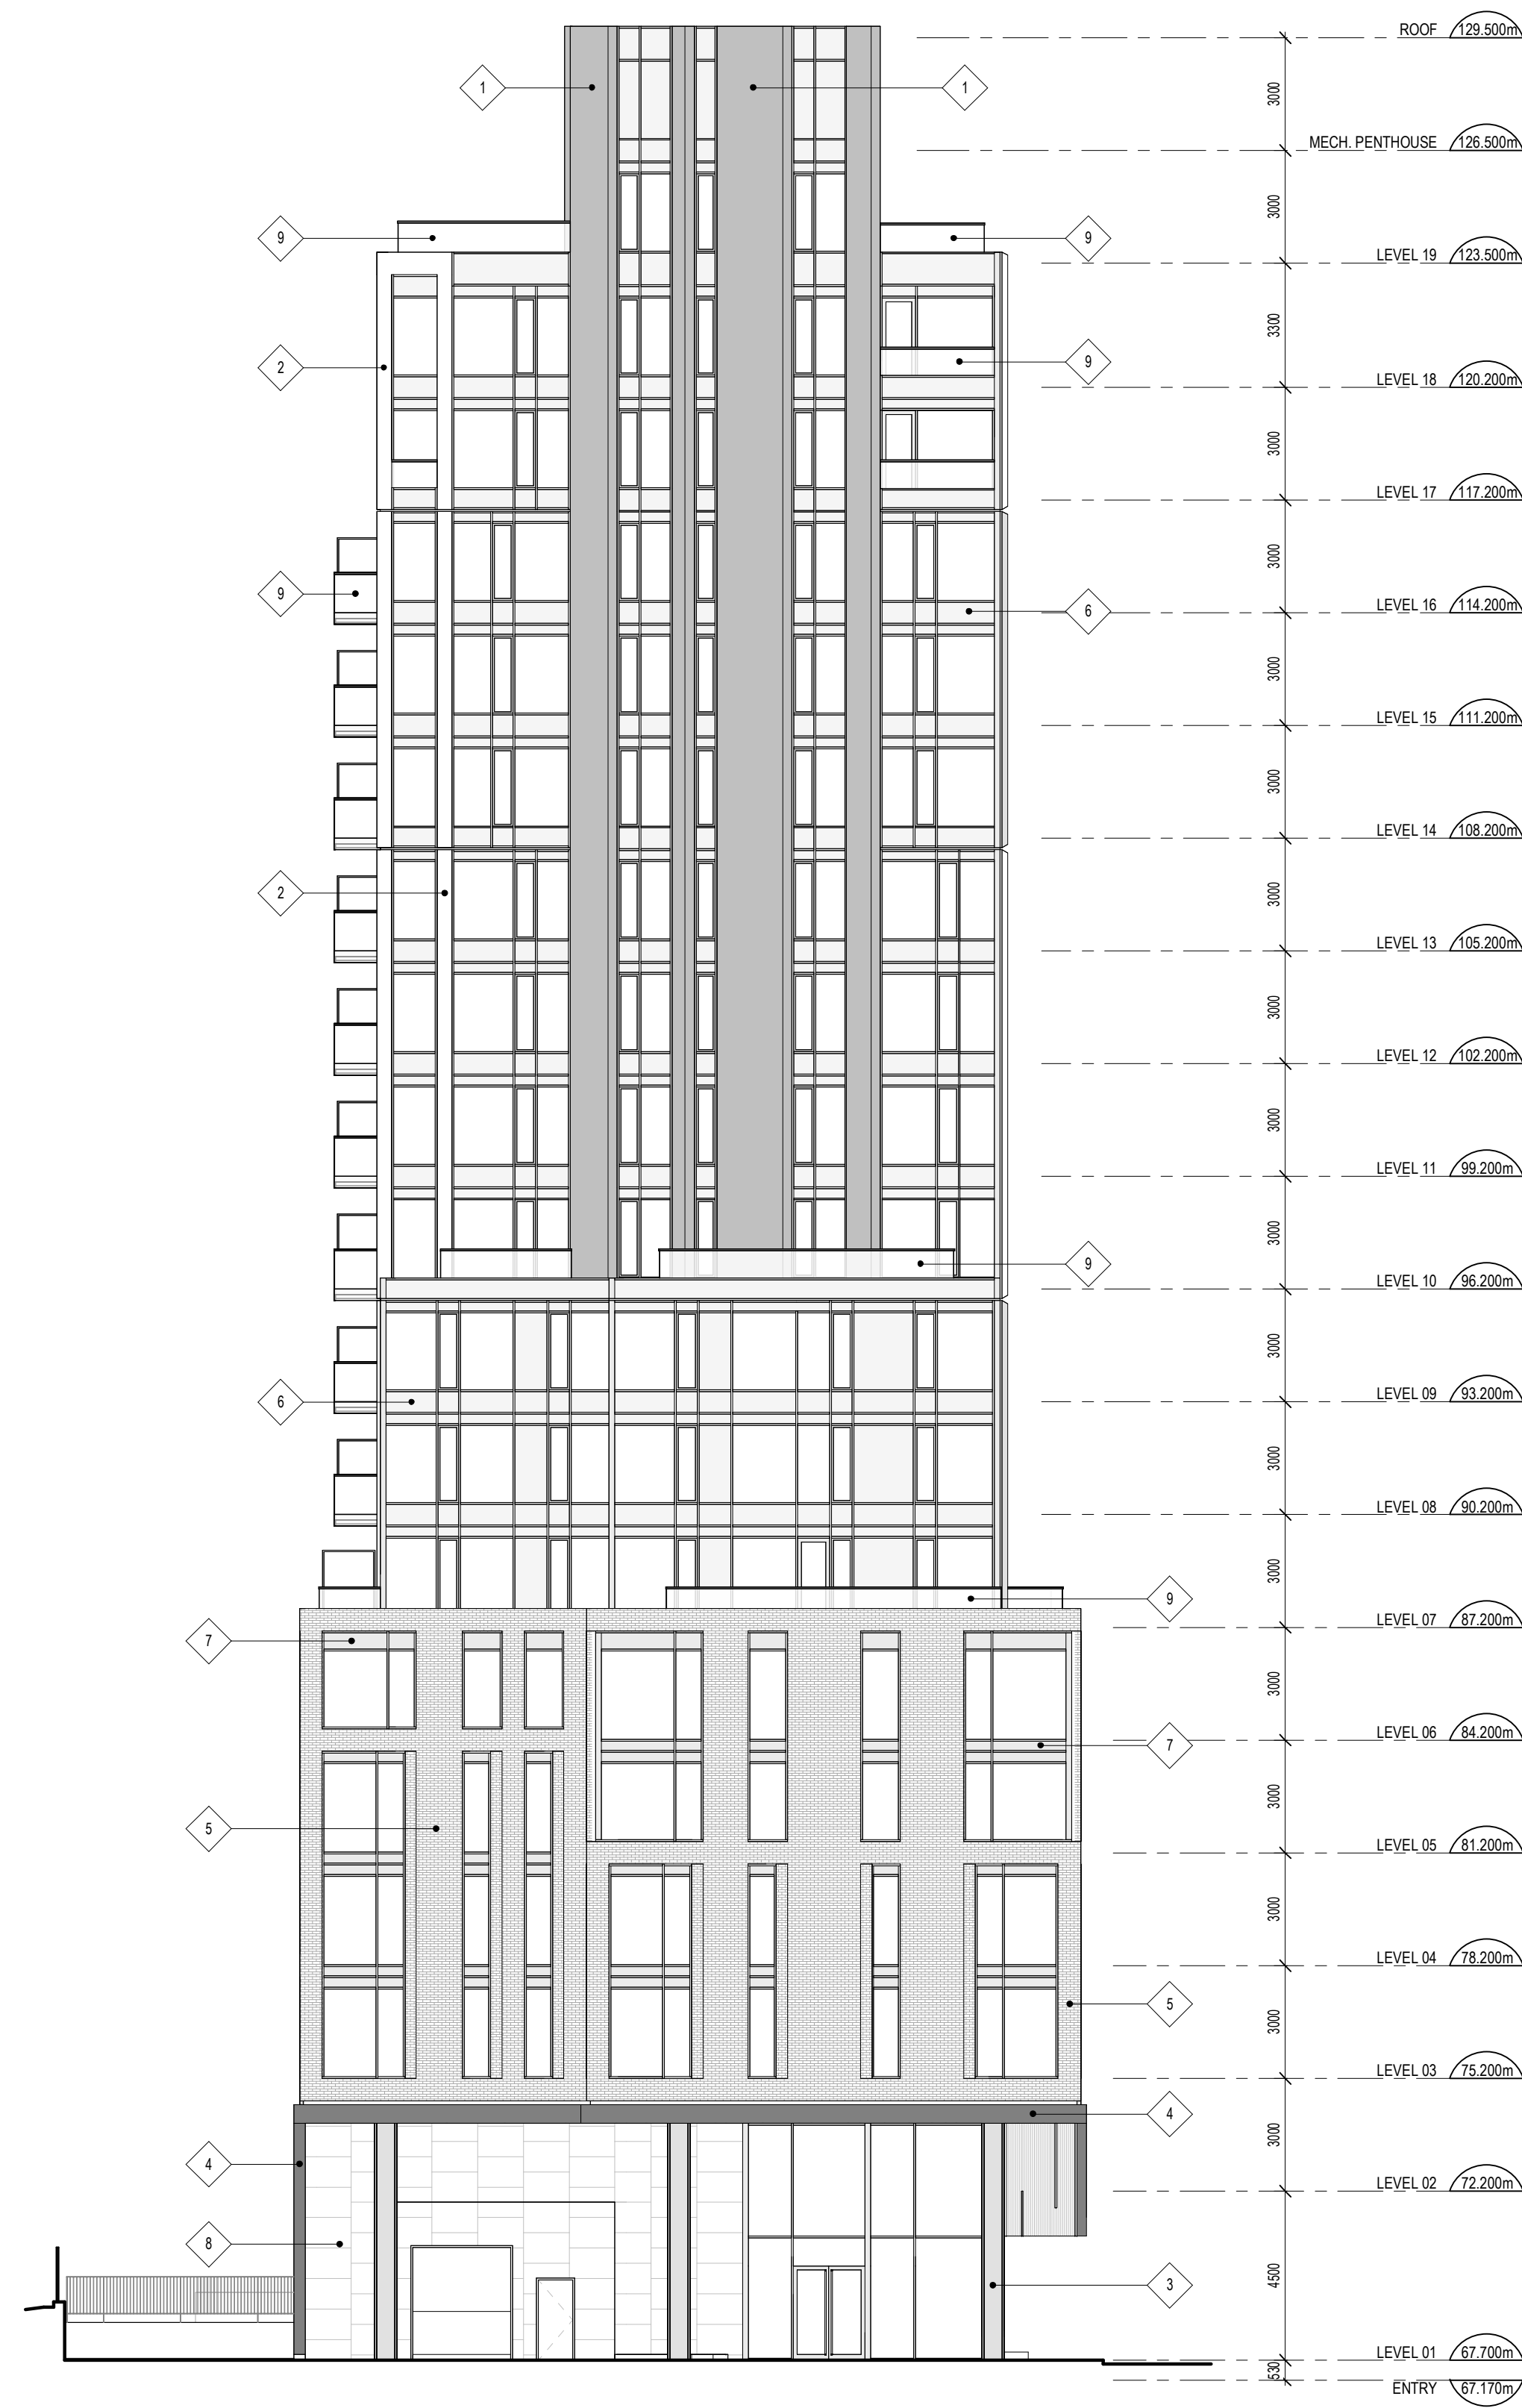 ROOF 129.500m
1 1
3000
MECH. PENTHOUSE 126.500m
3000
9 9
LEVEL 19 123.500m
3300
2 9
LEVEL 18 120.200m
3000
LEVEL 17 117.200m
3000
9 6
LEVEL 16 114.200m
3000
LEVEL 15 111.200m
3000
LEVEL 14 108.200m
3000
2
LEVEL 13 105.200m
3000
LEVEL 12 102.200m
3000
LEVEL 11 99.200m
3000
9
LEVEL 10 96.200m
3000
6
LEVEL 09 93.200m
3000
LEVEL 08 90.200m
3000
9
LEVEL 07 87.200m
7
3000
LEVEL 06 84.200m
7
3000
5
LEVEL 05 81.200m
3000
LEVEL 04 78.200m
5
3000
LEVEL 03 75.200m
4
3000
4
LEVEL 02 72.200m
8
4500
3
LEVEL 01 67.700m
530
ENTRY 67.170m